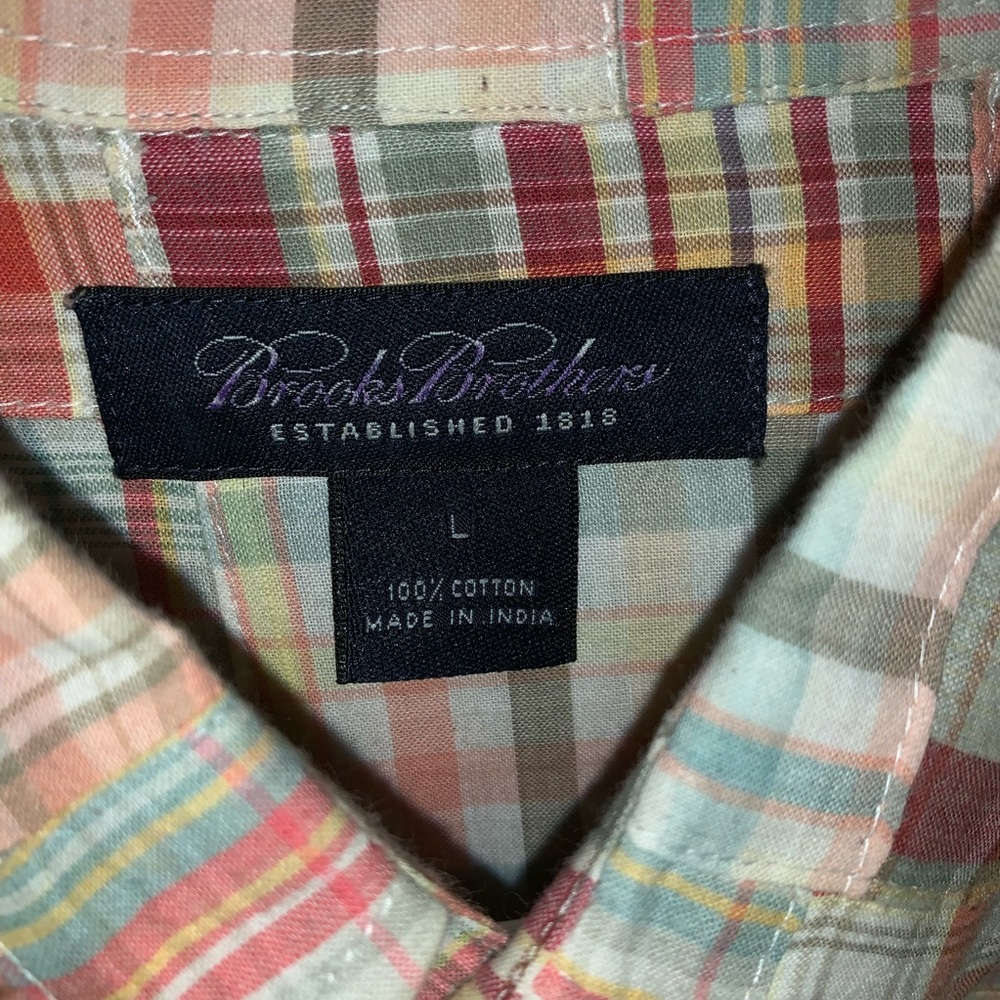 Brooks Brothers
ESTABLISHED 1818
L
100% COTTON
MADE IN INDIA